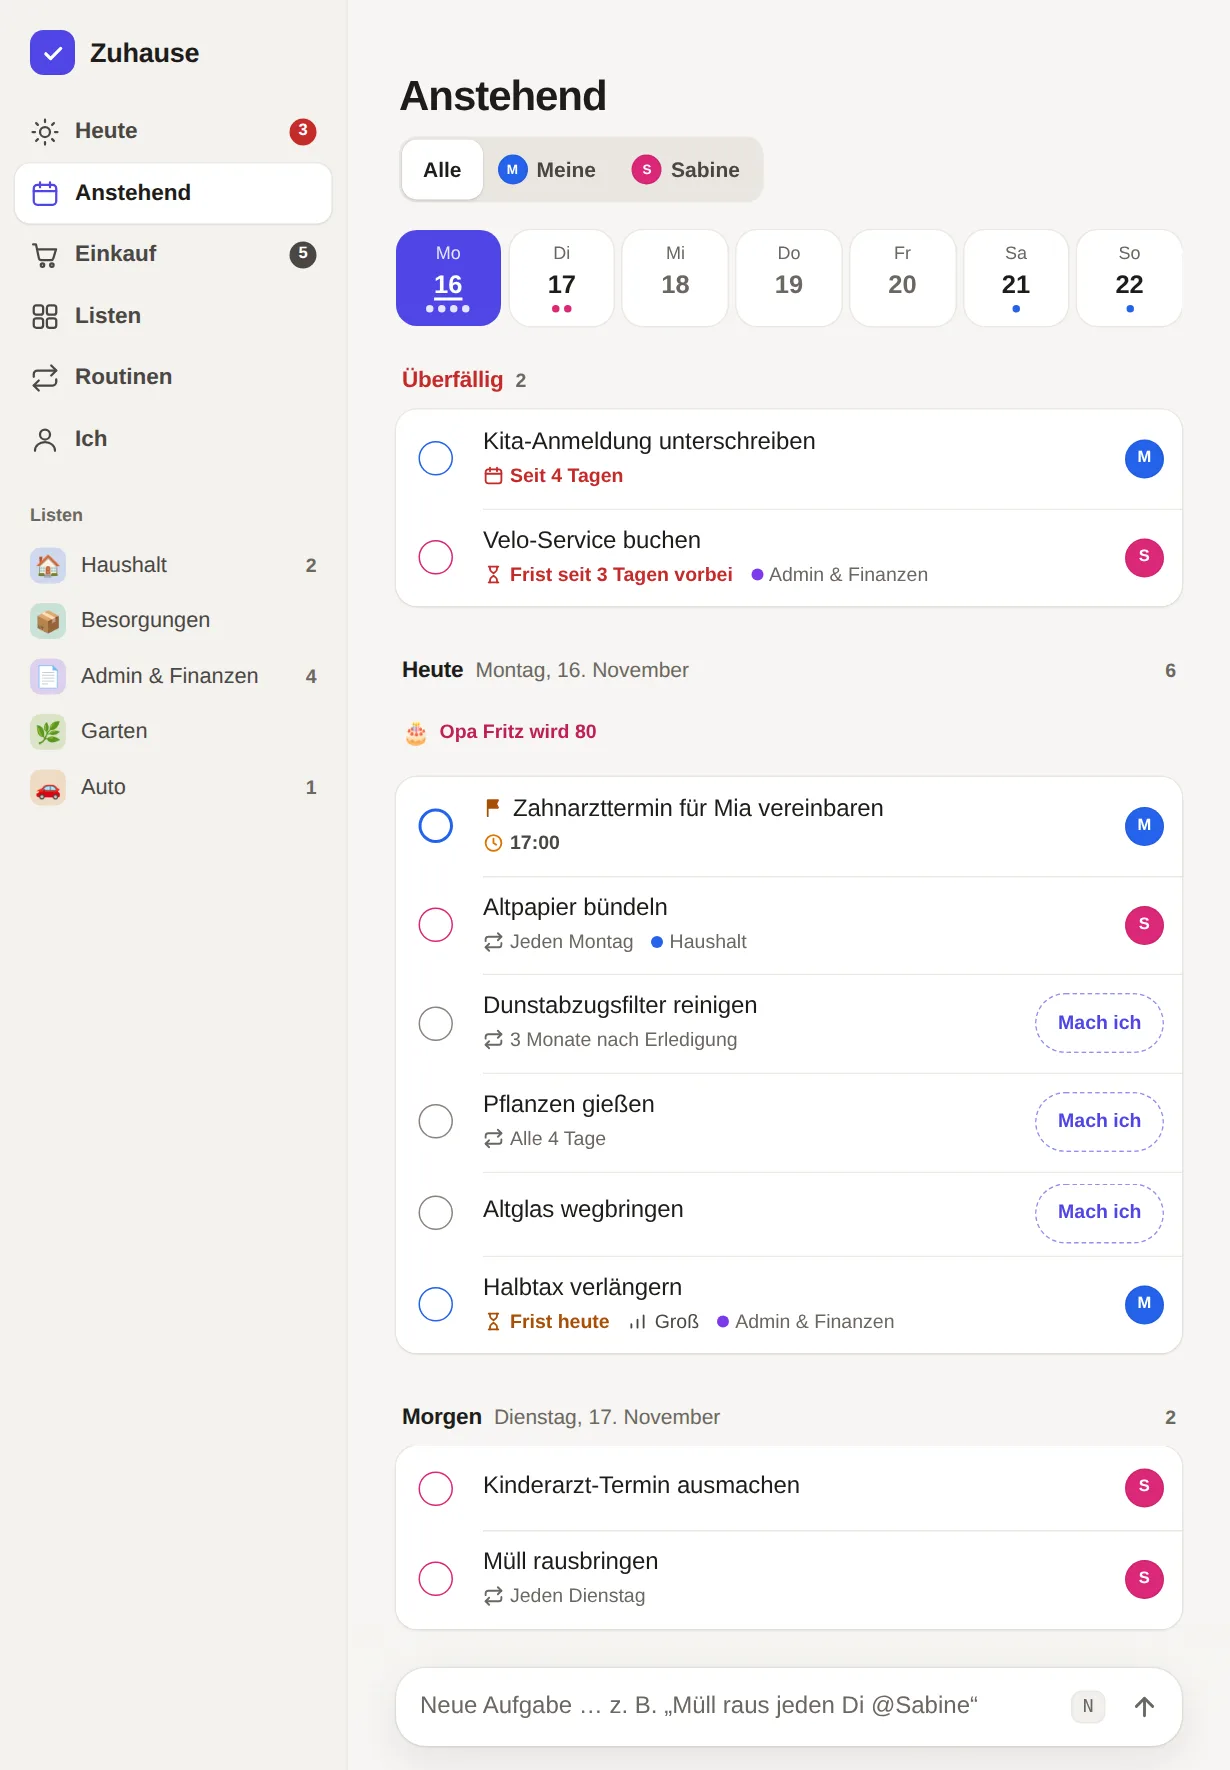 Zuhause
Heute 3
Anstehend
Einkauf 5
Listen
Routinen
Ich
Listen
Haushalt 2
Besorgungen
Admin & Finanzen 4
Garten
Auto 1
Anstehend
Alle M Meine S Sabine
Mo Di Mi Do Fr Sa So
16 17 18 19 20 21 22
Überfällig 2
Kita-Anmeldung unterschreiben
M
Seit 4 Tagen
Velo-Service buchen
S
Frist seit 3 Tagen vorbei Admin & Finanzen
Heute Montag, 16. November 6
Opa Fritz wird 80
Zahnarzttermin für Mia vereinbaren
M
17:00
Altpapier bündeln
S
Jeden Montag Haushalt
Dunstabzugsfilter reinigen
Mach ich
3 Monate nach Erledigung
Pflanzen gießen
Mach ich
Alle 4 Tage
Altglas wegbringen Mach ich
Halbtax verlängern
M
Frist heute Groß Admin & Finanzen
Morgen Dienstag, 17. November 2
Kinderarzt-Termin ausmachen S
Müll rausbringen
S
Jeden Dienstag
Neue Aufgabe … z. B. „Müll raus jeden Di @Sabine“ N